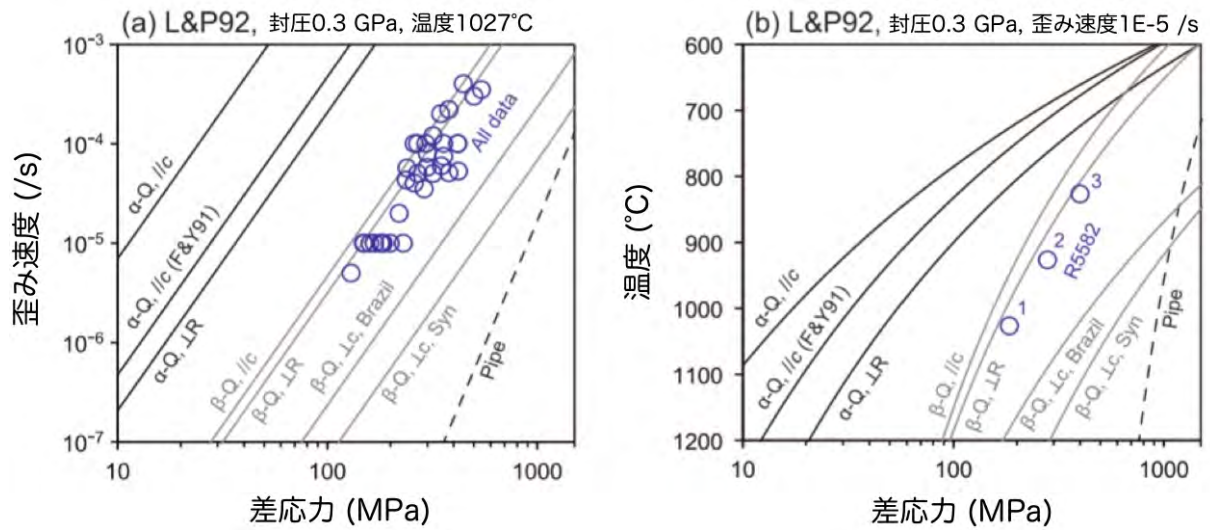 (a) L&P92, 封圧0.3 GPa, 温度1027°C
10⁻³
10⁻⁴
10⁻⁵
10⁻⁶
10⁻⁷
歪み速度 (/s)
α-Q, //c
α-Q, //c (F&Y91)
α-Q, ⊥R
β-Q, //c
β-Q, ⊥R
β-Q, ⊥c, Brazil
β-Q, ⊥c, Syn
Pipe
All data
10
100
1000
差応力 (MPa)
(b) L&P92, 封圧0.3 GPa, 歪み速度1E-5 /s
600
700
800
900
1000
1100
1200
温度 (°C)
α-Q, //c
α-Q, //c (F&Y91)
α-Q, ⊥R
β-Q, //c
β-Q, ⊥R
β-Q, ⊥c, Brazil
β-Q, ⊥c, Syn
Pipe
3
2
1
R5582
10
100
1000
差応力 (MPa)